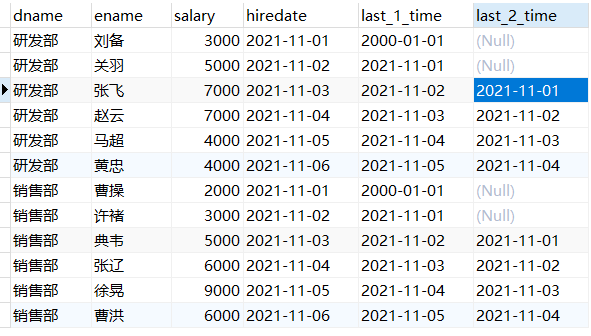 dname ename salary hiredate last_1_time last_2_time
研发部 刘备 3000 2021-11-01 2000-01-01 (Null)
研发部 关羽 5000 2021-11-02 2021-11-01 (Null)
研发部 张飞 7000 2021-11-03 2021-11-02 2021-11-01
研发部 赵云 7000 2021-11-04 2021-11-03 2021-11-02
研发部 马超 4000 2021-11-05 2021-11-04 2021-11-03
研发部 黄忠 4000 2021-11-06 2021-11-05 2021-11-04
销售部 曹操 2000 2021-11-01 2000-01-01 (Null)
销售部 许褚 3000 2021-11-02 2021-11-01 (Null)
销售部 典韦 5000 2021-11-03 2021-11-02 2021-11-01
销售部 张辽 6000 2021-11-04 2021-11-03 2021-11-02
销售部 徐晃 9000 2021-11-05 2021-11-04 2021-11-03
销售部 曹洪 6000 2021-11-06 2021-11-05 2021-11-04